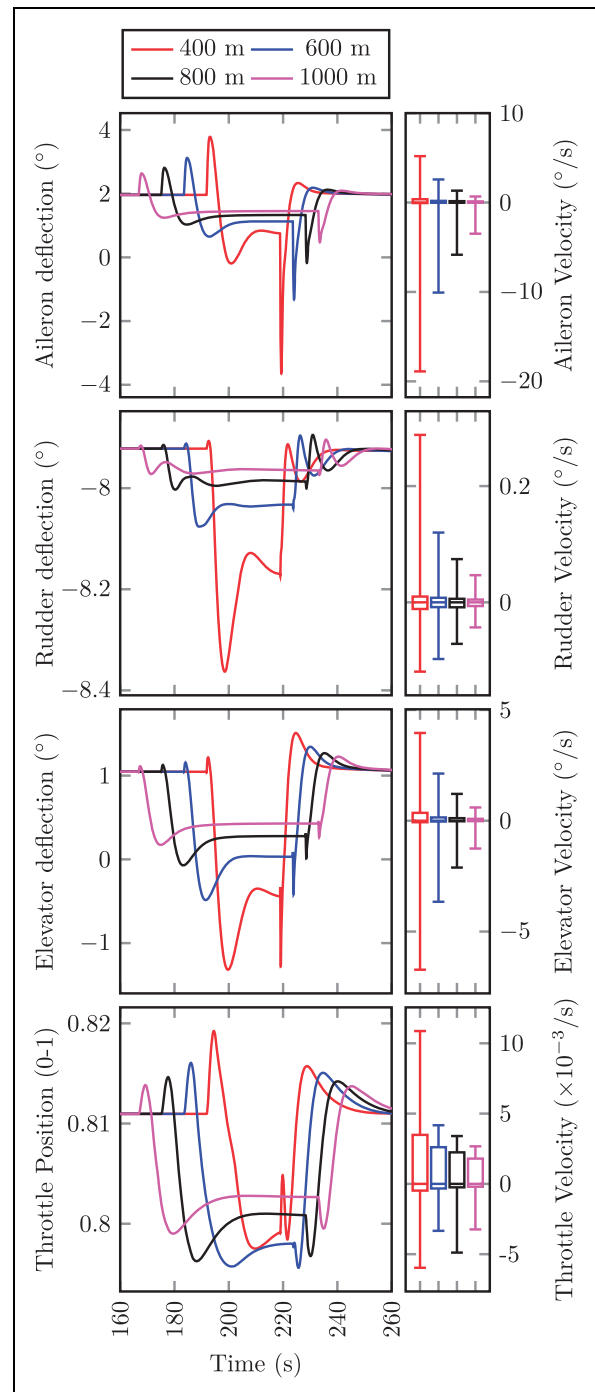 400 m 600 m
800 m 1000 m
Aileron deflection (°)
4
2
0
−2
−4
10
0
−10
−20
Aileron Velocity (°/s)
Rudder deflection (°)
−8
−8.2
−8.4
0.2
0
Rudder Velocity (°/s)
Elevator deflection (°)
1
0
−1
5
0
−5
Elevator Velocity (°/s)
Throttle Position (0-1)
0.82
0.81
0.8
10
5
0
-5
Throttle Velocity (×10−3/s)
160 180 200 220 240 260
Time (s)